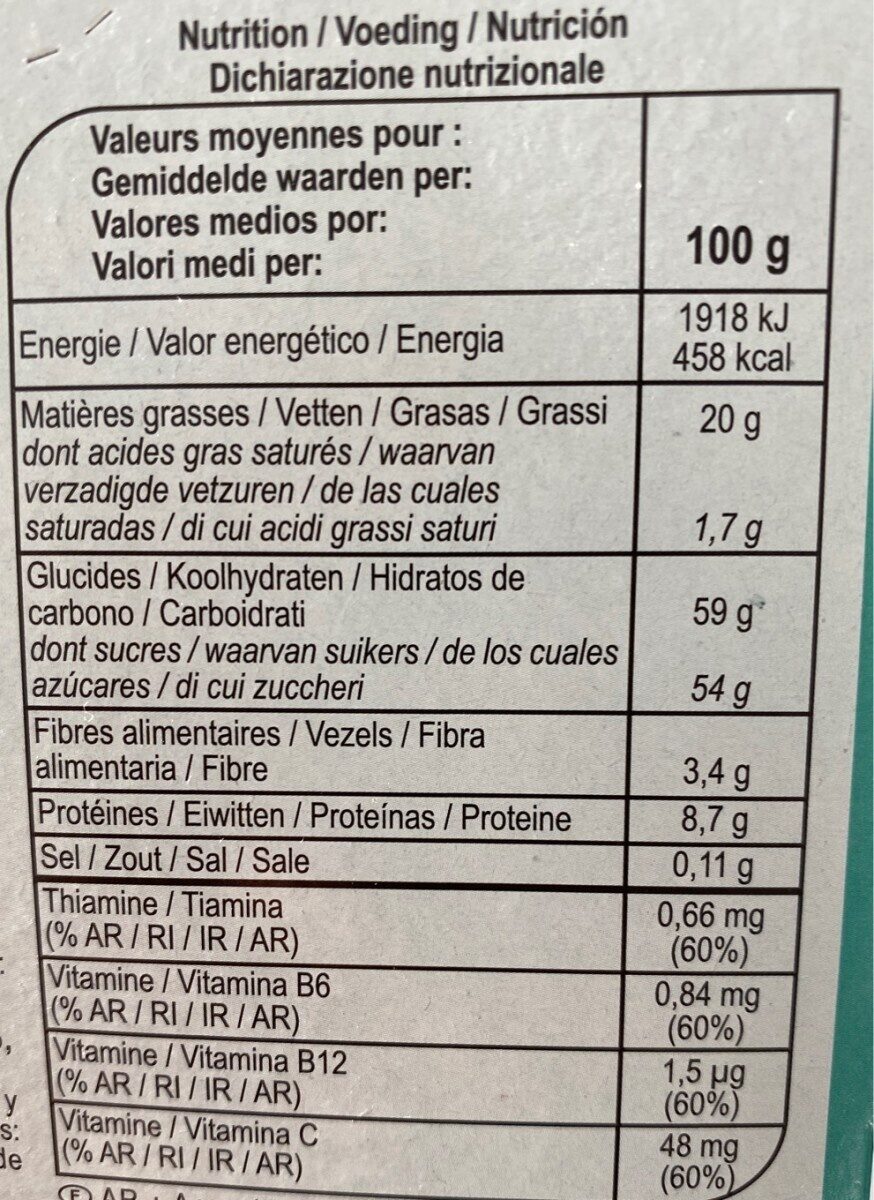 Nutrition / Voeding / Nutrición
Dichiarazione nutrizionale
Valeurs moyennes pour :
Gemiddelde waarden per:
Valores medios por:
Valori medi per:
100 g
Energie / Valor energético / Energia
1918 kJ
458 kcal
Matières grasses / Vetten / Grasas / Grassi
20 g
dont acides gras saturés / waarvan
verzadigde vetzuren / de las cuales
saturadas / di cui acidi grassi saturi
1,7 g
Glucides / Koolhydraten / Hidratos de
carbono / Carboidrati
59 g
dont sucres / waarvan suikers / de los cuales
azúcares / di cui zuccheri
54 g
Fibres alimentaires / Vezels / Fibra
alimentaria / Fibre
3,4 g
Protéines / Eiwitten / Proteínas / Proteine
8,7 g
Sel / Zout / Sal / Sale
0,11 g
Thiamine / Tiamina
(% AR / RI / IR / AR)
0,66 mg
(60%)
Vitamine / Vitamina B6
(% AR / RI / IR / AR)
0,84 mg
(60%)
Vitamine / Vitamina B12
(% AR / RI / IR / AR)
1,5 µg
(60%)
Vitamine / Vitamina C
(% AR / RI / IR / AR)
48 mg
(60%)
y
s:
de